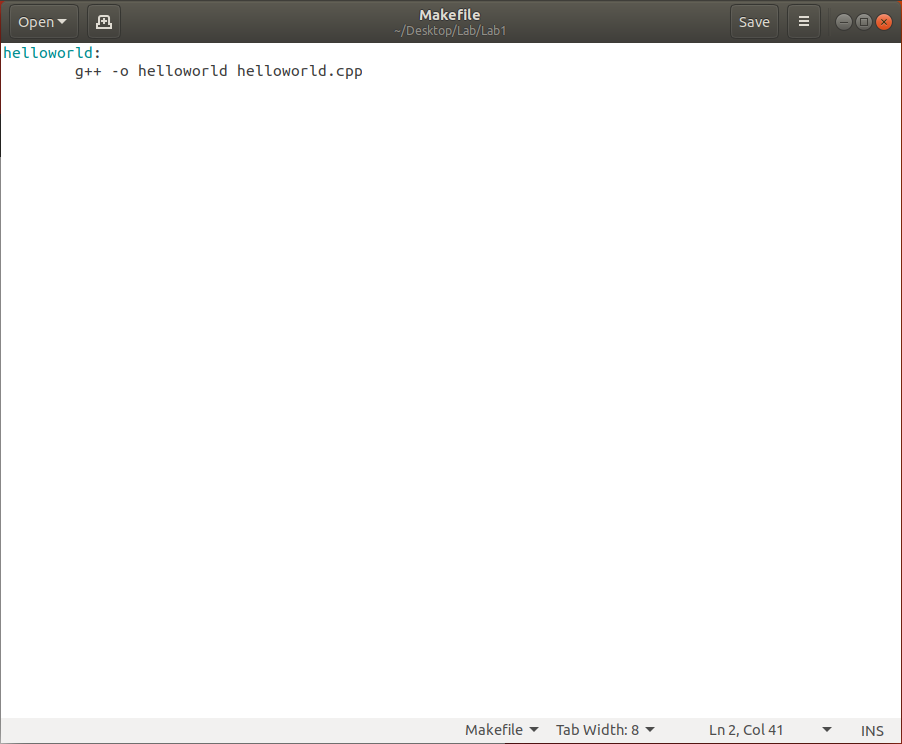 Open
Makefile
~/Desktop/Lab/Lab1
Save
helloworld:
        g++ -o helloworld helloworld.cpp
Makefile
Tab Width: 8
Ln 2, Col 41
INS